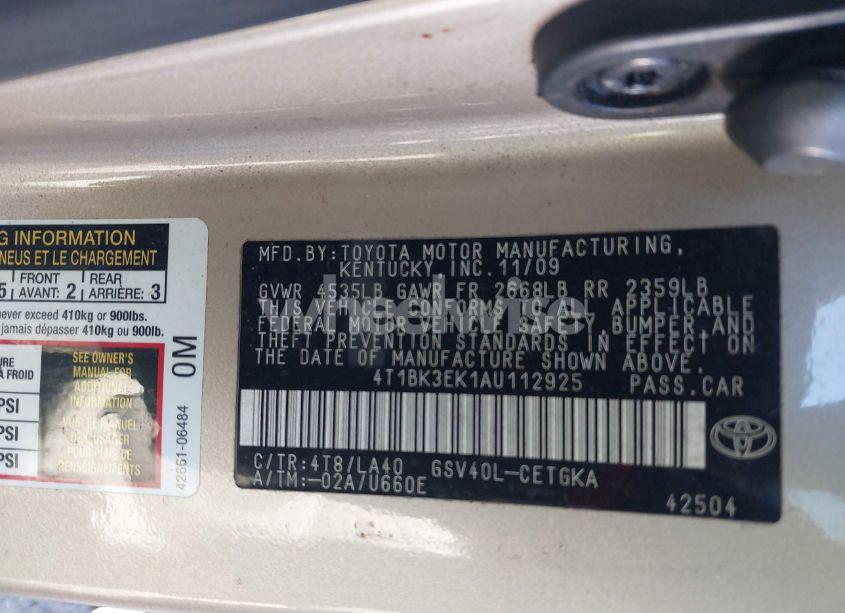 G INFORMATION
NEUS ET LE CHARGEMENT
5 FRONT REAR
AVANT: 2 ARRIÈRE: 3
never exceed 410kg or 900lbs.
jamais dépasser 410kg ou 900lb.
SEE OWNER'S
MANUAL FOR
ADDITIONAL
INFORMATION
À FROID
PSI
PSI
PSI
0M
42661-06484
MFD.BY:TOYOTA MOTOR MANUFACTURING,
KENTUCKY INC.11/09
GVWR 4535LB GAWR FR 2668LB RR 2359LB
THIS VEHICLE CONFORMS TO ALL APPLICABLE
FEDERAL MOTOR VEHICLE SAFETY,BUMPER,AND
THEFT PREVENTION STANDARDS IN EFFECT ON
THE DATE OF MANUFACTURE SHOWN ABOVE.
4T1BK3EK1AU112925 PASS.CAR
C/TR:4T8/LA40 GSV40L-CETGKA
A/TM:-02A/U660E
42504